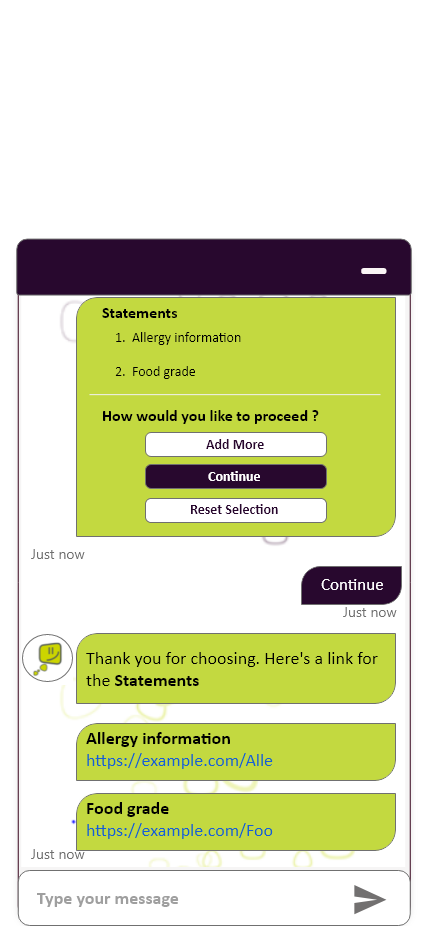 Statements
1. Allergy information
2. Food grade
How would you like to proceed ?
Add More
Continue
Reset Selection
Just now
Continue
Just now
Thank you for choosing. Here's a link for
the Statements
Allergy information
https://example.com/Alle
Food grade
https://example.com/Foo
Just now
Type your message